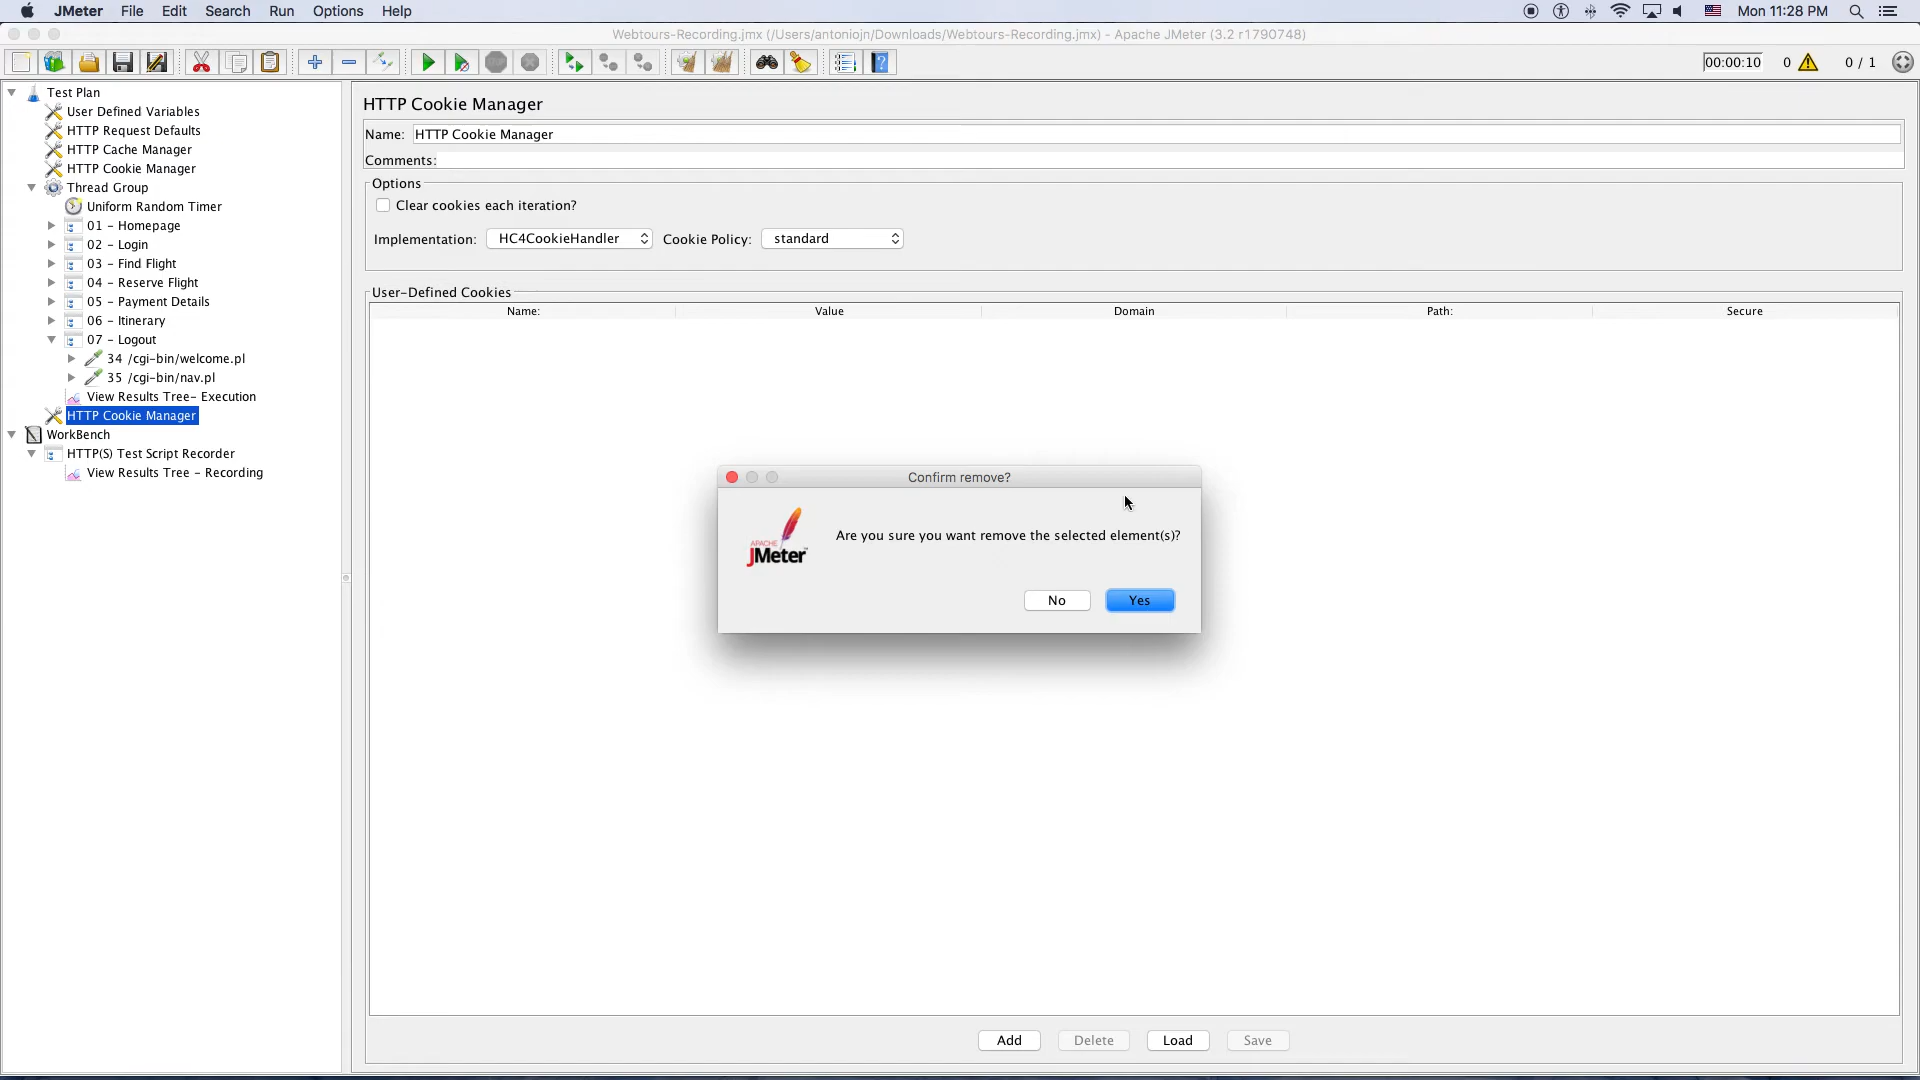 JMeter File Edit Search Run Options Help Mon 11:28 PM
Webtours-Recording.jmx (/Users/antoniojn/Downloads/Webtours-Recording.jmx) - Apache JMeter (3.2 r1790748)
00:00:10 0 0 / 1
Test Plan
User Defined Variables
HTTP Request Defaults
HTTP Cache Manager
HTTP Cookie Manager
Thread Group
Uniform Random Timer
01 - Homepage
02 - Login
03 - Find Flight
04 - Reserve Flight
05 - Payment Details
06 - Itinerary
07 - Logout
34 /cgi-bin/welcome.pl
35 /cgi-bin/nav.pl
View Results Tree- Execution
HTTP Cookie Manager
WorkBench
HTTP(S) Test Script Recorder
View Results Tree - Recording
HTTP Cookie Manager
Name: HTTP Cookie Manager
Comments:
Options
Clear cookies each iteration?
Implementation: HC4CookieHandler Cookie Policy: standard
User-Defined Cookies
Name: Value Domain Path: Secure
Confirm remove?
APACHE
JMeter
Are you sure you want remove the selected element(s)?
No Yes
Add Delete Load Save